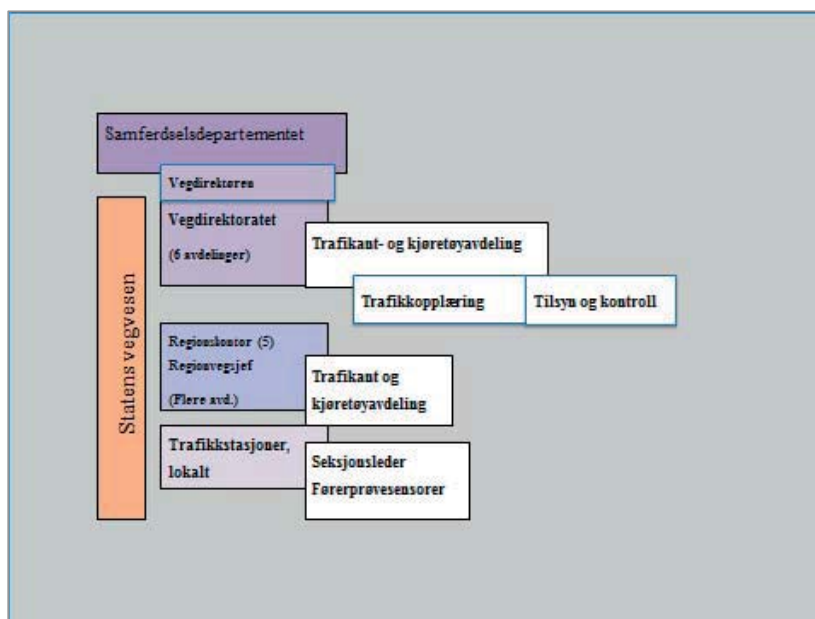 Samferdselsdepartementet
Vegdirektøren
Statens vegvesen
Vegdirektoratet
(6 avdelinger)
Trafikant- og kjøretøyavdeling
Trafikkopplæring
Tilsyn og kontroll
Regionskontor (5)
Regionvegsjef
(Flere avd.)
Trafikant og
kjøretøyavdeling
Trafikkstasjoner,
lokalt
Seksjonsleder
Førerprøvesensorer